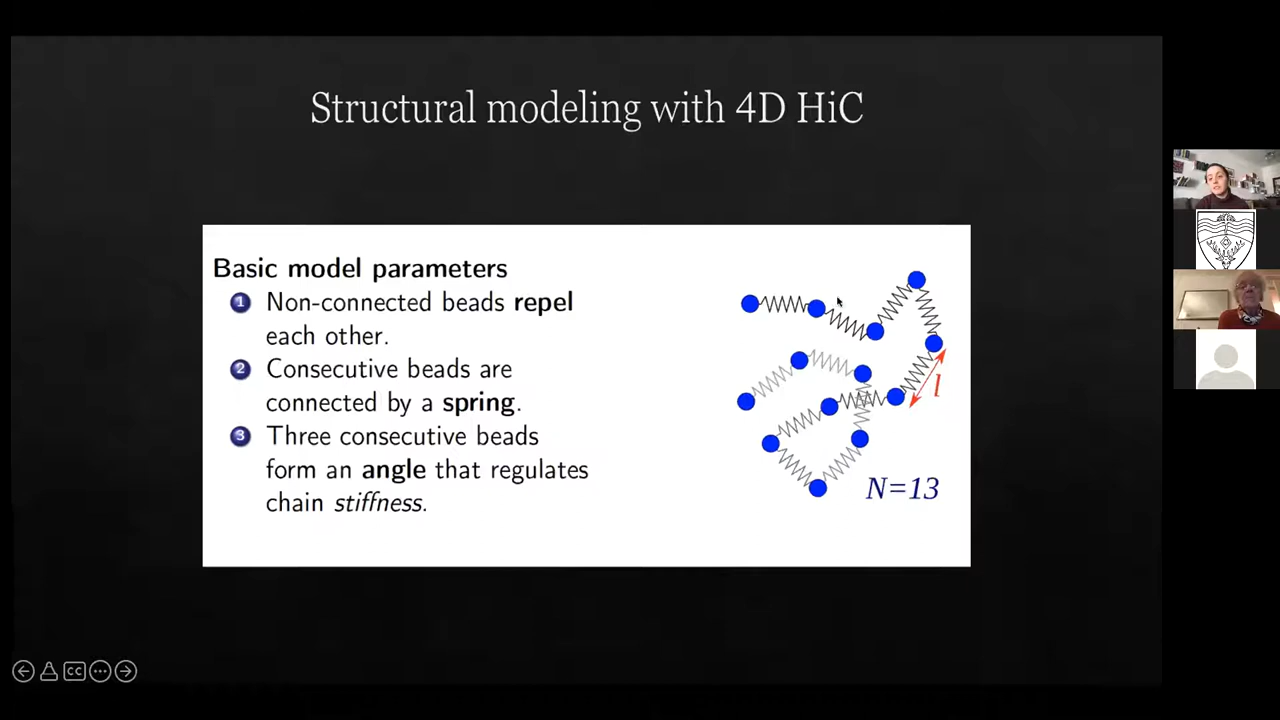 Structural modeling with 4D HiC
Basic model parameters
1 Non-connected beads repel
each other.
2 Consecutive beads are
connected by a spring.
3 Three consecutive beads
form an angle that regulates
chain stiffness.
l
N=13
CC